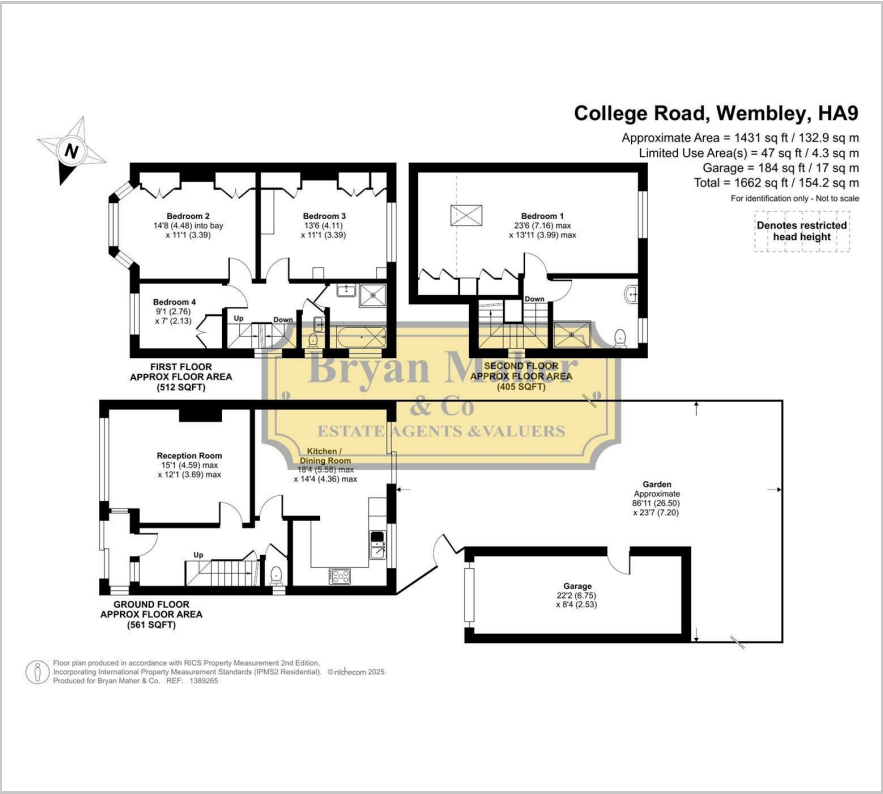 College Road, Wembley, HA9
Approximate Area = 1431 sq ft / 132.9 sq m
Limited Use Area(s) = 47 sq ft / 4.3 sq m
Garage = 184 sq ft / 17 sq m
Total = 1662 sq ft / 154.2 sq m
For identification only - Not to scale
Denotes restricted
head height
N
Bedroom 2
14'8 (4.48) into bay
x 11'1 (3.39)
Bedroom 3
13'6 (4.11)
x 11'1 (3.39)
Bedroom 4
9'1 (2.76)
x 7' (2.13)
Up
Down
FIRST FLOOR
APPROX FLOOR AREA
(512 SQFT)
Bedroom 1
23'6 (7.16) max
x 13'11 (3.99) max
Down
SECOND FLOOR
APPROX FLOOR AREA
(405 SQFT)
Bryan Maher
& Co
ESTATE AGENTS & VALUERS
Reception Room
15'1 (4.59) max
x 12'1 (3.69) max
Kitchen /
Dining Room
18'4 (5.58) max
x 14'4 (4.36) max
Up
GROUND FLOOR
APPROX FLOOR AREA
(561 SQFT)
Garden
Approximate
86'11 (26.50)
x 23'7 (7.20)
Garage
22'2 (6.75)
x 8'4 (2.53)
Floor plan produced in accordance with RICS Property Measurement 2nd Edition,
Incorporating International Property Measurement Standards (IPMS2 Residential). © nichecom 2025.
Produced for Bryan Maher & Co. REF: 1389265